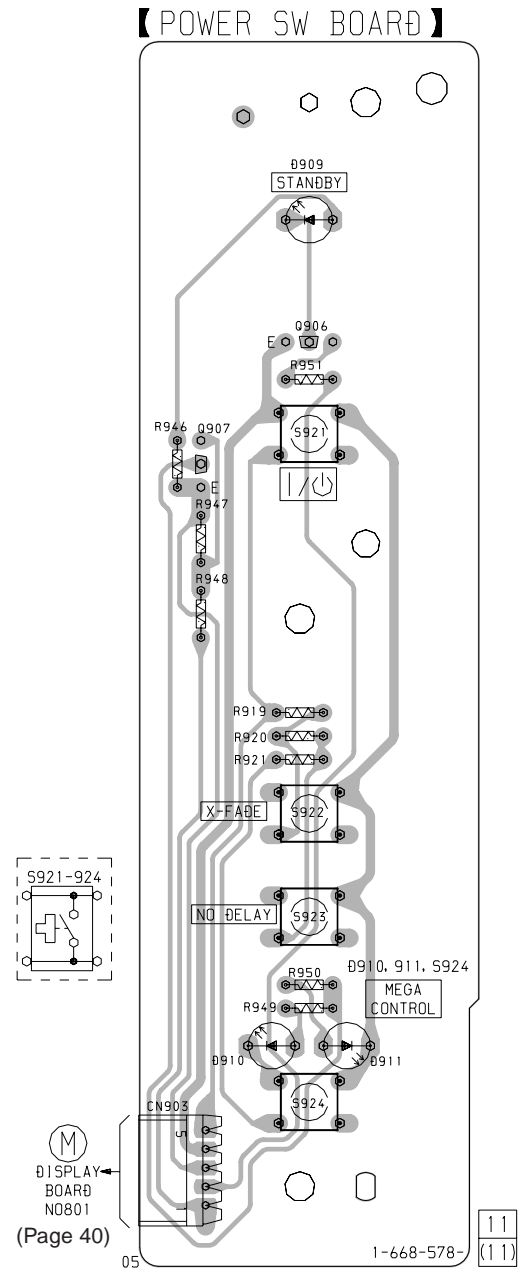 【POWER SW BOARD】
D909
STANDBY
Q906
E
R951
R946
Q907
S921
I/⏻
E
R947
R948
R919
R920
R921
X-FADE
S922
S921-924
NO DELAY
S923
D910, 911, S924
R950
MEGA
CONTROL
R949
D910
D911
S924
CN903
5
M
DISPLAY
BOARD
NO801
(Page 40)
1
05
1-668-578-
11
(11)